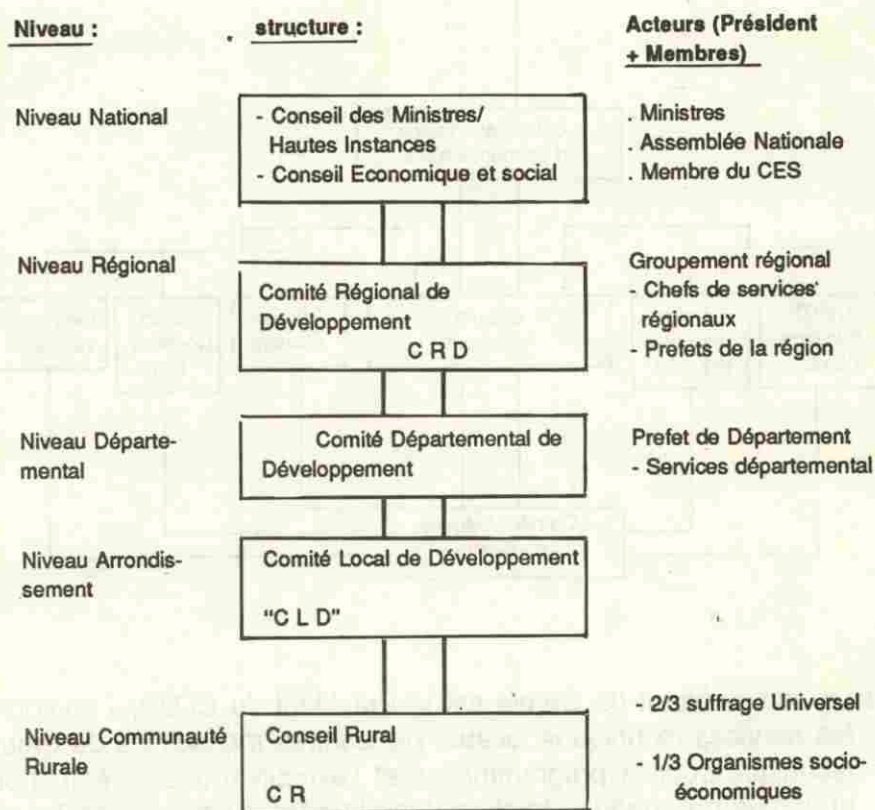 Niveau : . structure : Acteurs (Président
+ Membres)
Niveau National - Conseil des Ministres/ . Ministres
Hautes Instances . Assemblée Nationale
- Conseil Economique et social . Membre du CES
Niveau Régional Groupement régional
Comité Régional de - Chefs de services
Développement régionaux
C R D - Prefets de la région
Niveau Départe- Comité Départemental de Prefet de Département
mental Développement - Services départemental
Niveau Arrondis- Comité Local de Développement
sement
"C L D"
- 2/3 suffrage Universel
Niveau Communauté Conseil Rural
Rurale - 1/3 Organismes socio-
C R économiques